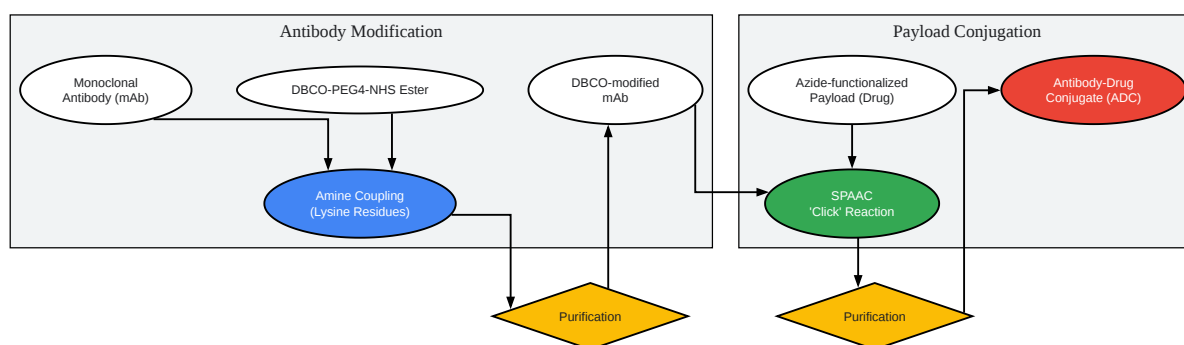 Antibody Modification
Monoclonal
Antibody (mAb)
DBCO-PEG4-NHS Ester
DBCO-modified
mAb
Amine Coupling
(Lysine Residues)
Purification
Payload Conjugation
Azide-functionalized
Payload (Drug)
Antibody-Drug
Conjugate (ADC)
SPAAC
'Click' Reaction
Purification